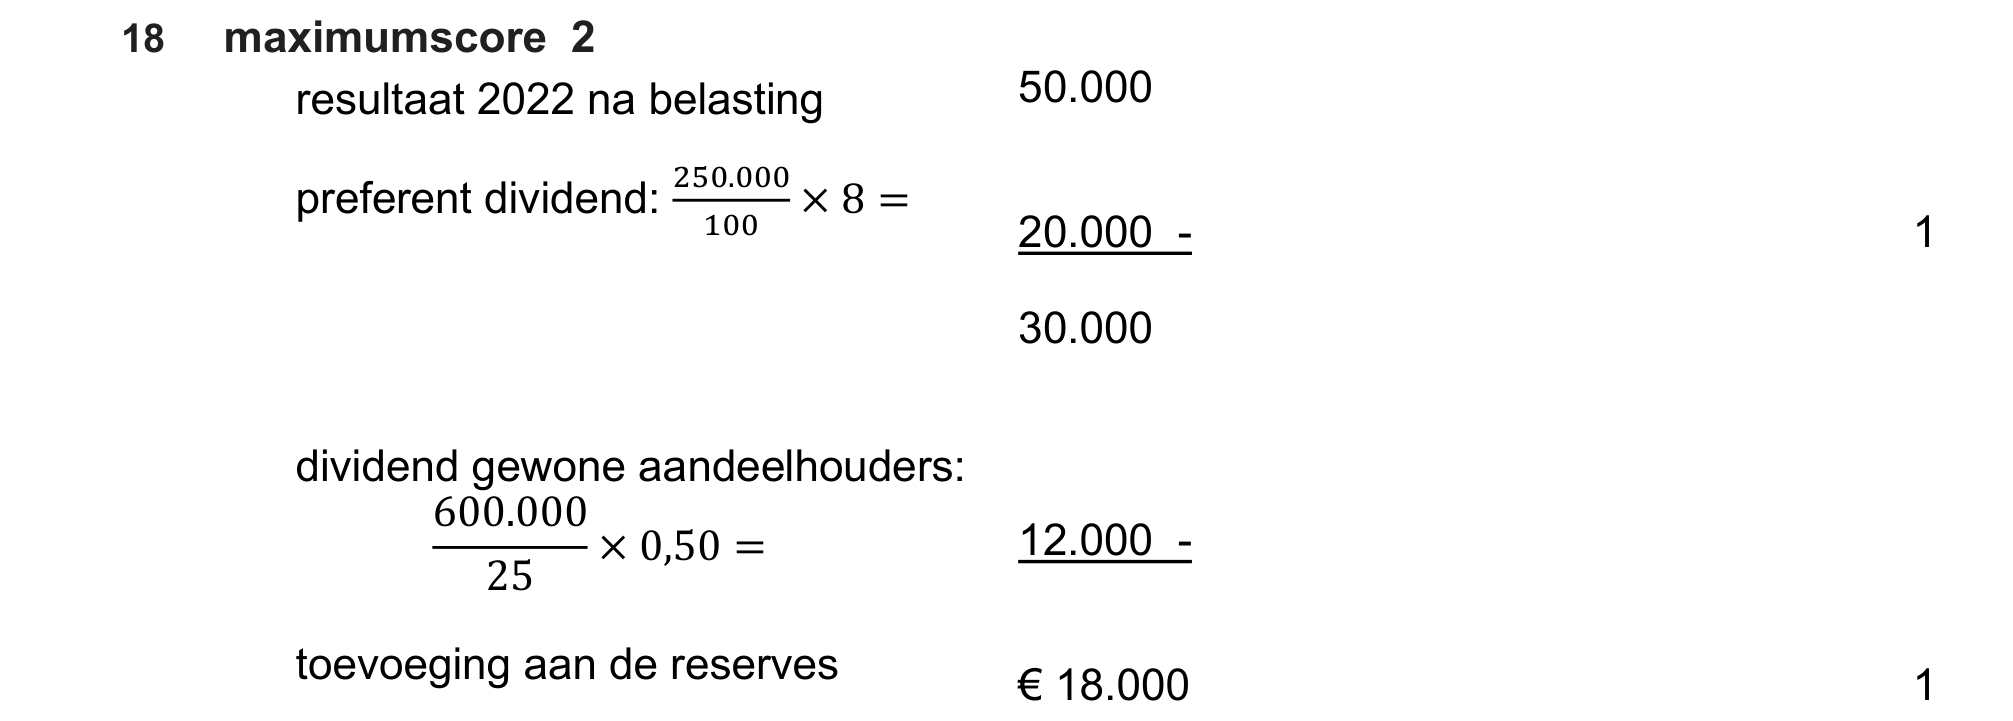 18 maximumscore 2
resultaat 2022 na belasting 50.000
preferent dividend: 250.000/100 × 8 = 20.000 - 1
30.000
dividend gewone aandeelhouders:
600.000/25 × 0,50 = 12.000 -
toevoeging aan de reserves € 18.000 1